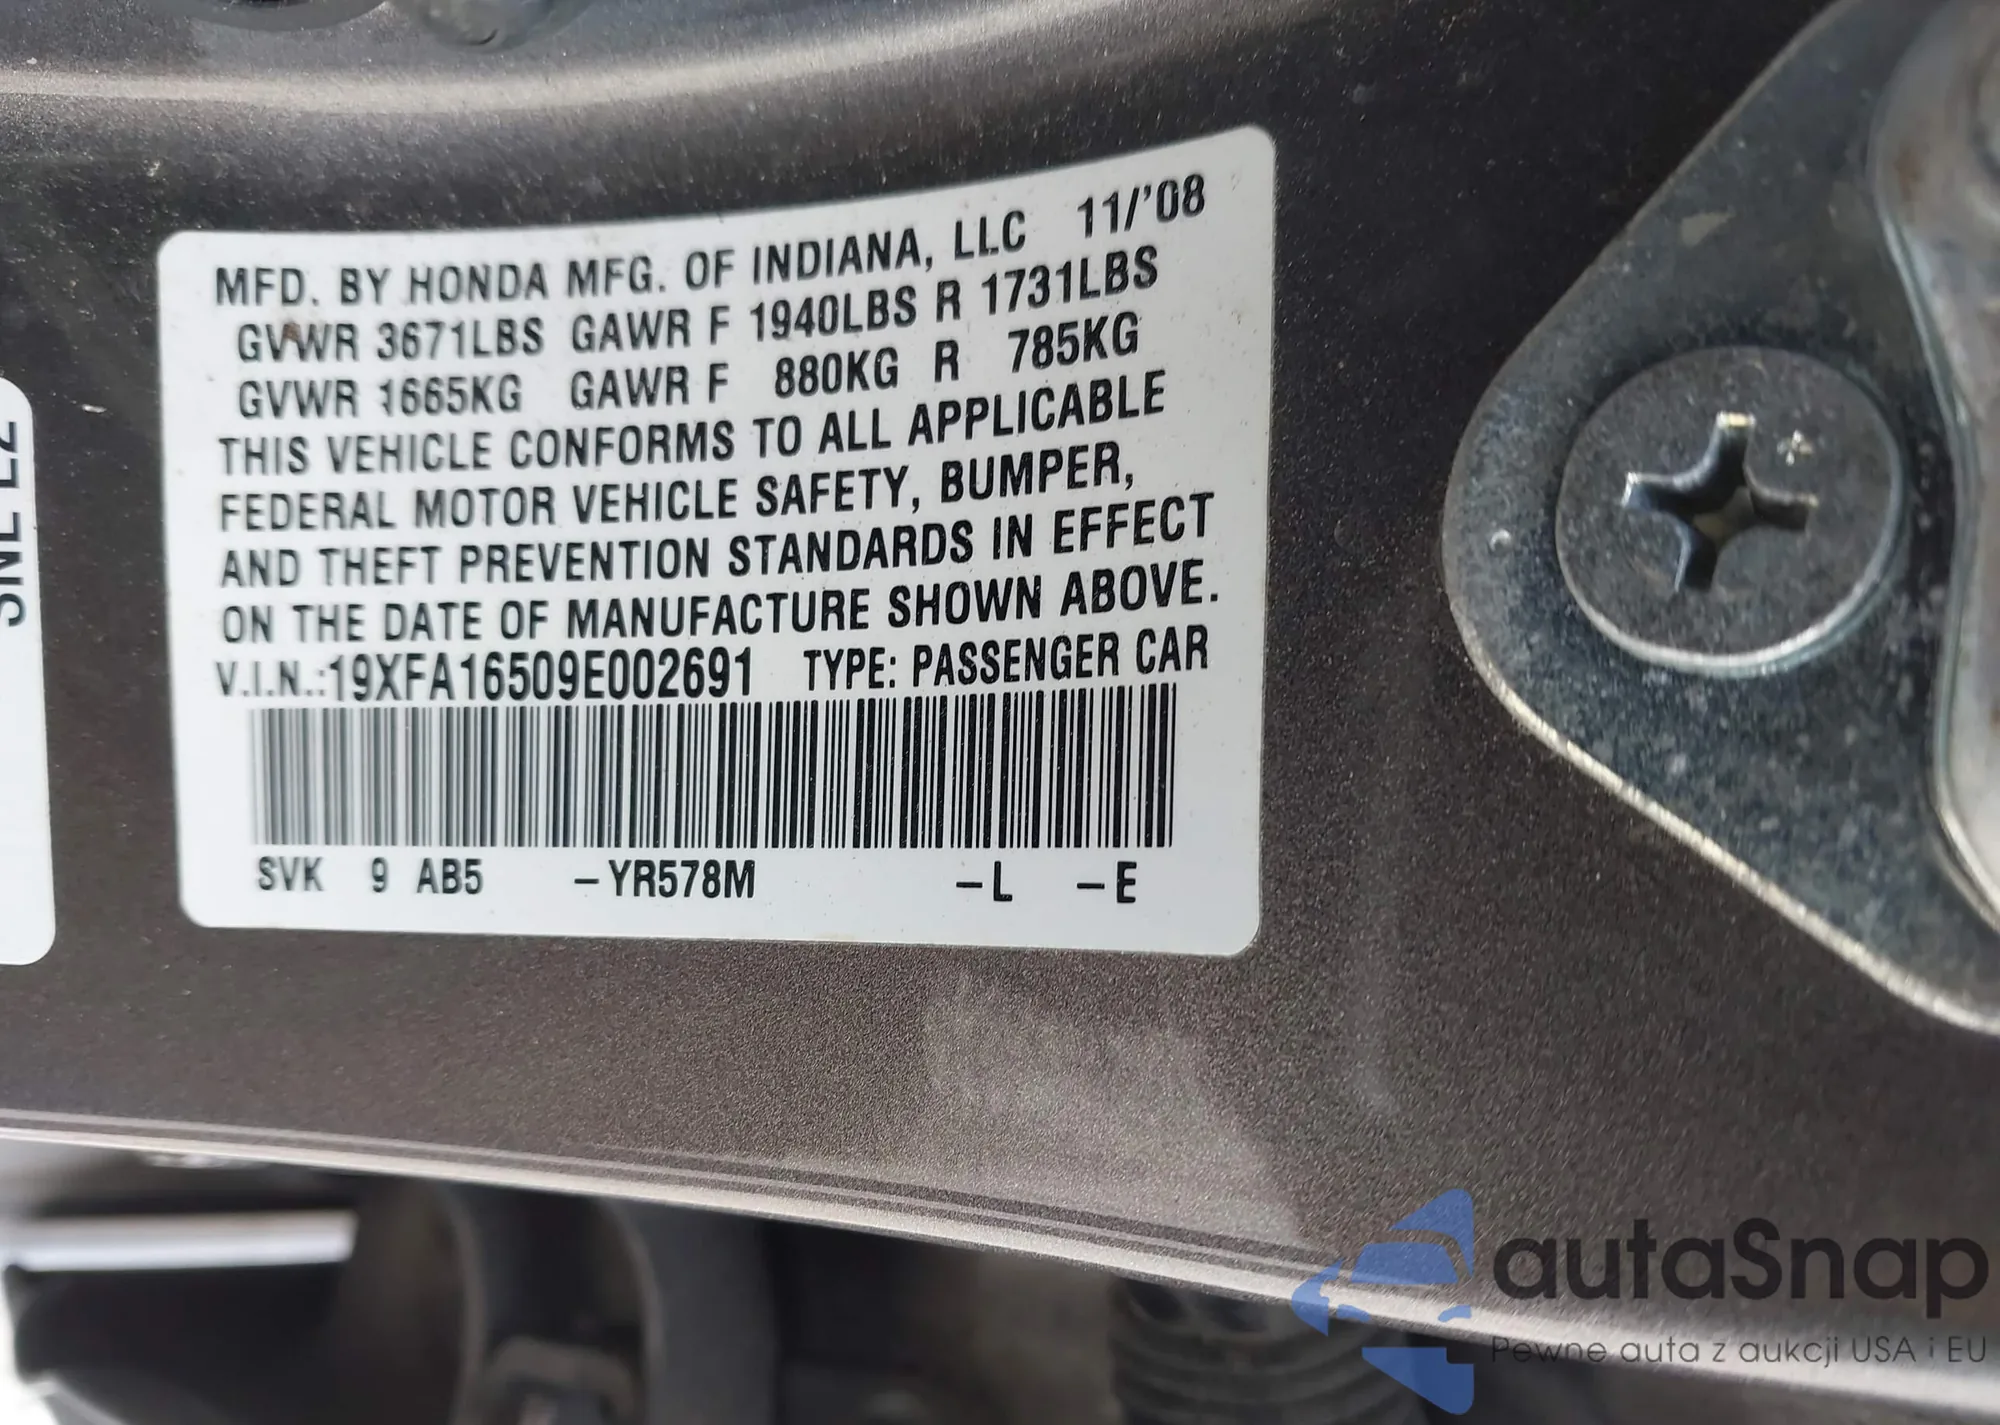 MFD. BY HONDA MFG. OF INDIANA, LLC 11/'08
GVWR 3671LBS GAWR F 1940LBS R 1731LBS
GVWR 1665KG GAWR F 880KG R 785KG
THIS VEHICLE CONFORMS TO ALL APPLICABLE
FEDERAL MOTOR VEHICLE SAFETY, BUMPER,
AND THEFT PREVENTION STANDARDS IN EFFECT
ON THE DATE OF MANUFACTURE SHOWN ABOVE.
V.I.N.:19XFA16509E002691 TYPE: PASSENGER CAR
SVK 9 AB5 -YR578M -L -E
autaSnap
Pewne auta z aukcji USA i EU